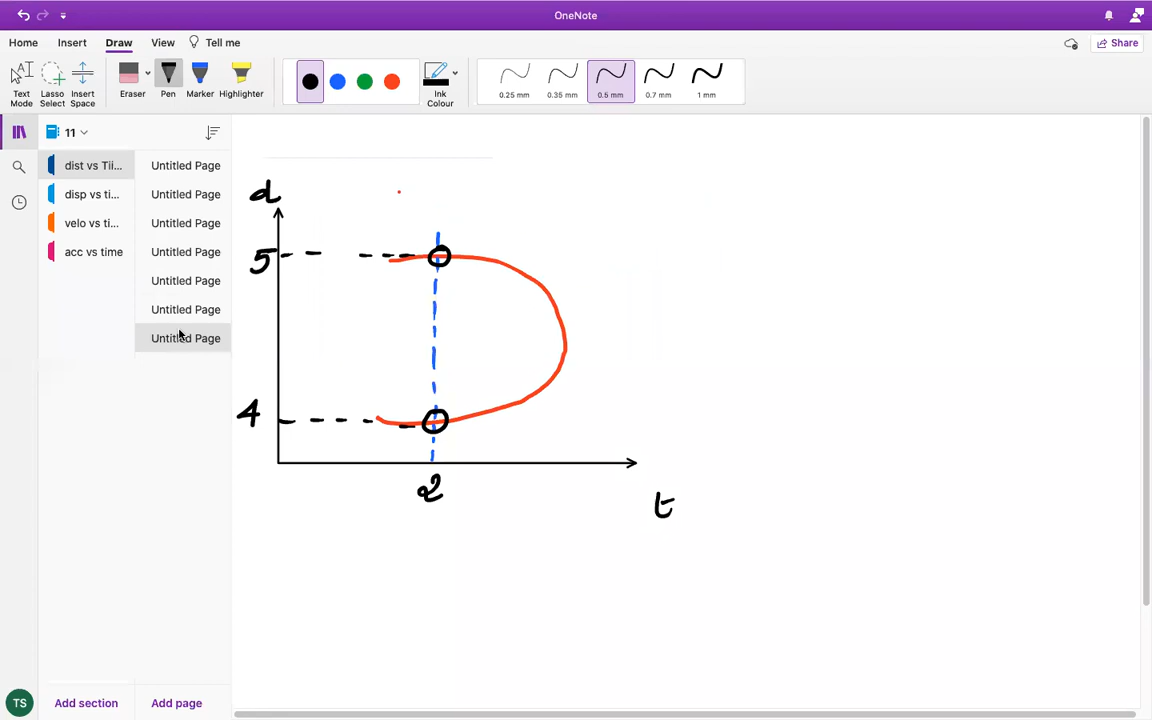 OneNote
Home Insert Draw View Tell me
Share
Text Mode
Lasso Select
Insert Space
Eraser
Pen
Marker
Highlighter
Ink Colour
0.25 mm
0.35 mm
0.5 mm
0.7 mm
1 mm
11
dist vs Tii...
disp vs ti...
velo vs ti...
acc vs time
Untitled Page
Untitled Page
Untitled Page
Untitled Page
Untitled Page
Untitled Page
Untitled Page
d
5
4
2
t
TS
Add section
Add page